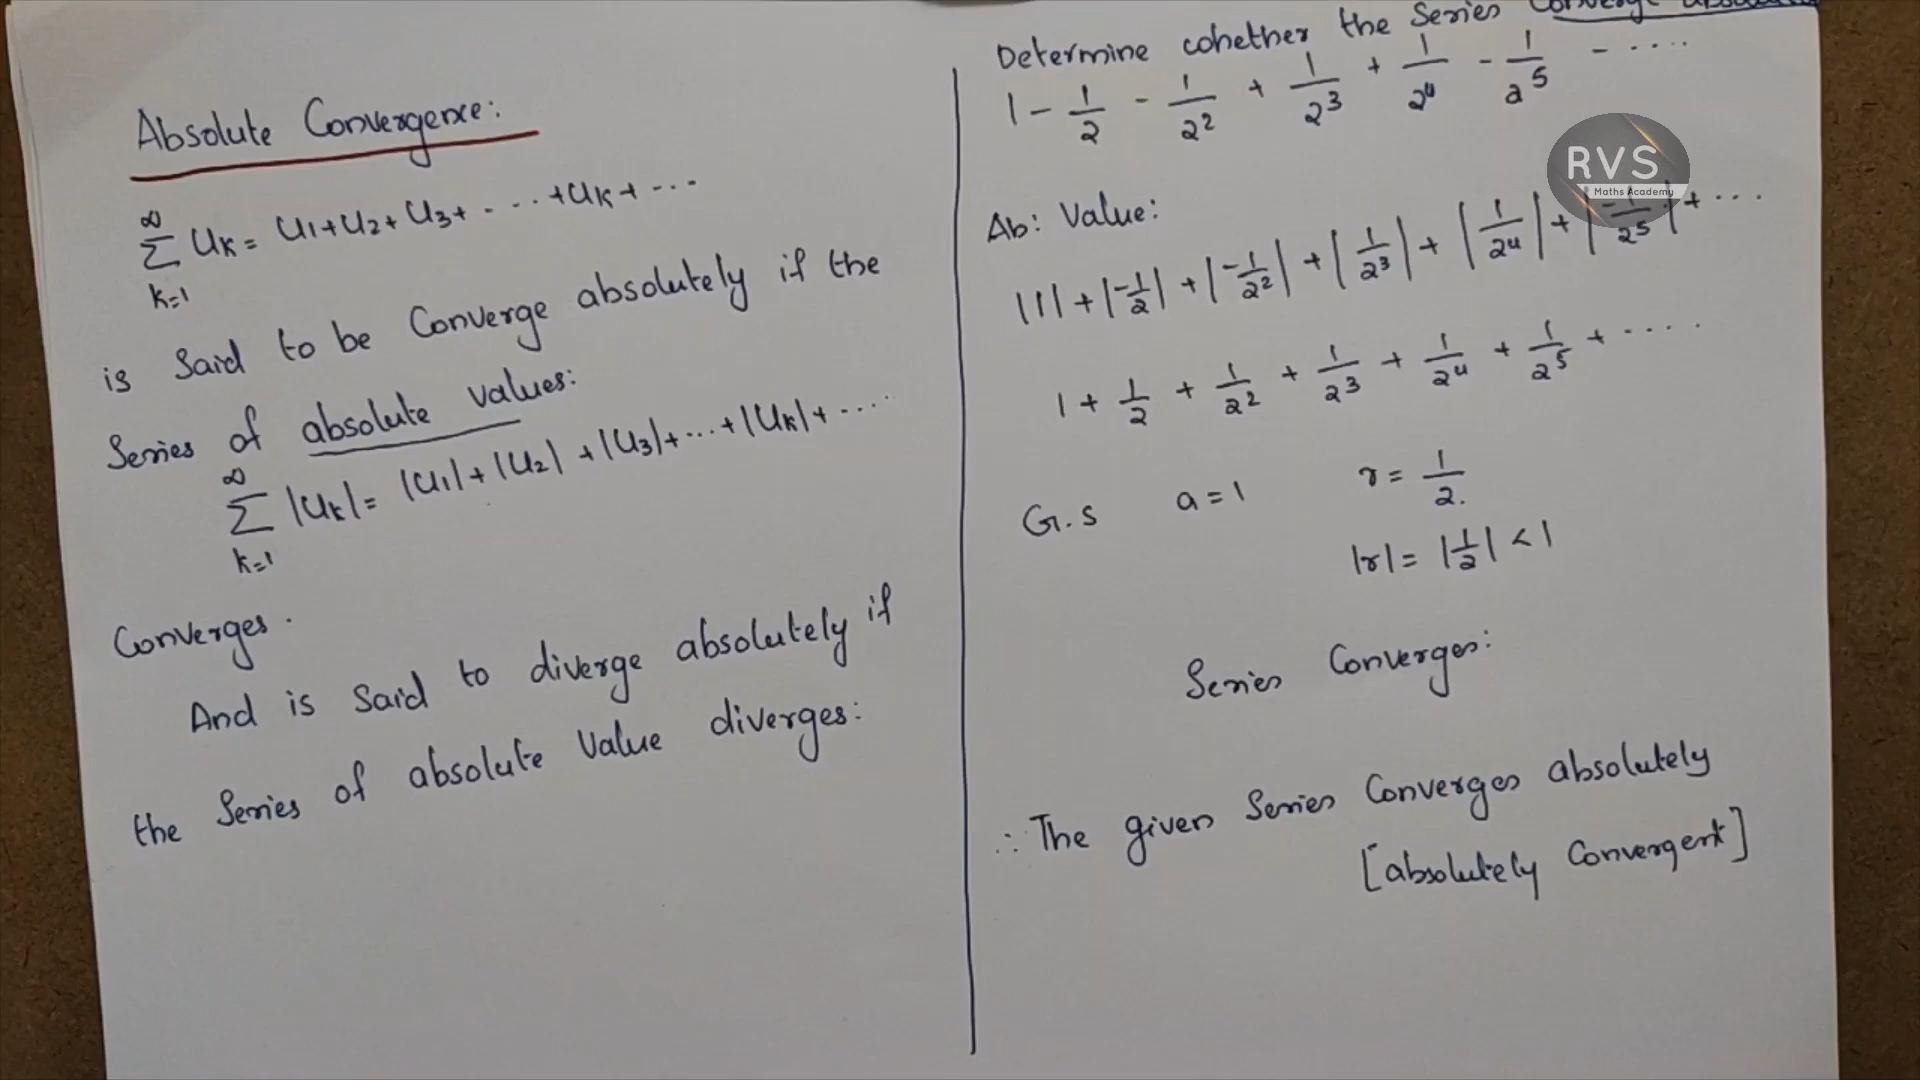 Absolute Convergence:
∞
∑ uk = u1+u2+u3+....+uk+...
k=1
is said to be Converge absolutely if the
Series of absolute values:
∞
∑ |uk| = |u1|+|u2|+|u3|+...+|uk|+....
k=1
Converges.
And is said to diverge absolutely if
the Series of absolute value diverges:
Determine whether the Series Converge
1 - 1/2 - 1/2² + 1/2³ + 1/2⁴ - 1/2⁵ - ....
RVS
Maths Academy
Ab: Value:
|1| + |-1/2| + |-1/2²| + |1/2³| + |1/2⁴| + |-1/2⁵| + ...
1 + 1/2 + 1/2² + 1/2³ + 1/2⁴ + 1/2⁵ + ....
G.s a = 1 r = 1/2.
|r| = |1/2| < 1
Series Converges:
∴ The given Series Converges absolutely
[absolutely Convergent]